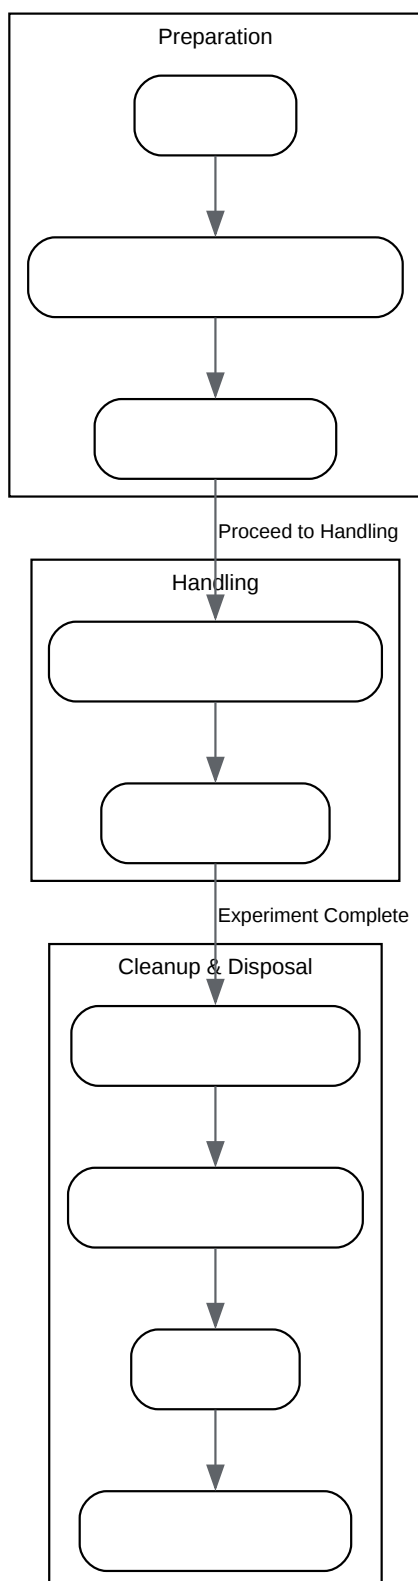 Preparation
Proceed to Handling
Handling
Experiment Complete
Cleanup & Disposal